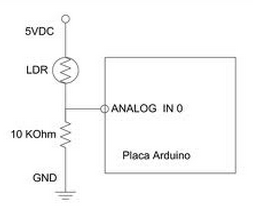 5VDC
LDR
ANALOG IN 0
10 KOhm
Placa Arduino
GND